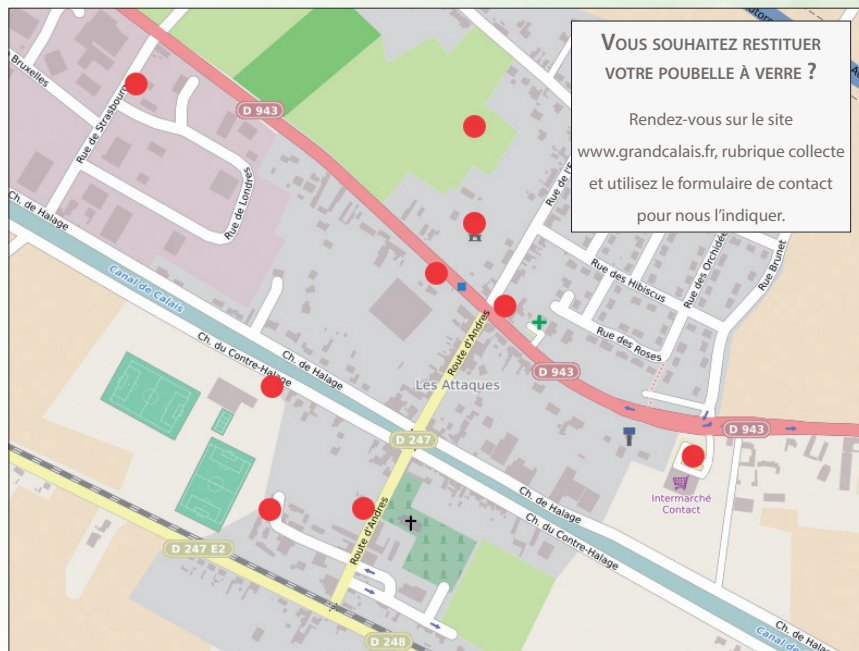 VOUS SOUHAITEZ RESTITUER
VOTRE POUBELLE À VERRE ?
Rendez-vous sur le site
www.grandcalais.fr, rubrique collecte
et utilisez le formulaire de contact
pour nous l'indiquer.
Bruxelles
Rue de Strasbourg
D 943
Rue de Londres
Ch. de Halage
Canal de Calais
Ch. du Contre-Halage
Ch. de Halage
Rue des Hibiscus
Rue des Orchidée
Rue Brunet
Rue des Roses
Route d'Andres
Les Attaques
D 943
D 943
D 247
Intermarché
Contact
Ch. de Halage
Ch. du Contre-Halage
Route d'Andres
D 247 E2
D 248
Ch. de Halage
Canal de